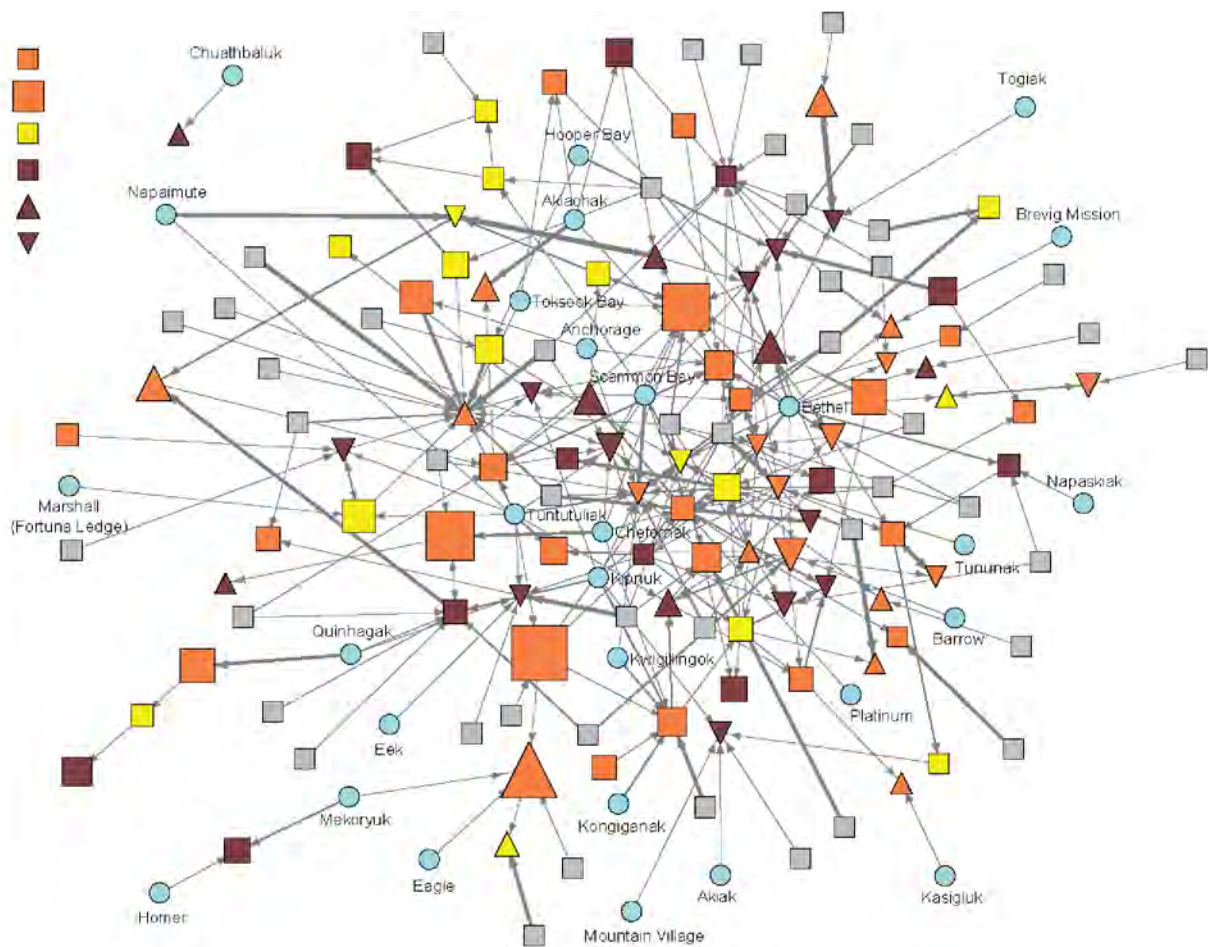 Chuathbaluk
Togiak
Hooper Bay
Napaimute
Akiachak
Brevig Mission
Toksook Bay
Anchorage
Scammon Bay
Bethel
Marshall
(Fortuna Ledge)
Napaskiak
Tuntutuliak
Chefornak
Tununak
Kipnuk
Quinhagak
Barrow
Kwigillingok
Platinum
Eek
Mekoryuk
Kongiganak
Eagle
Akiak
Kasigluk
Homer
Mountain Village